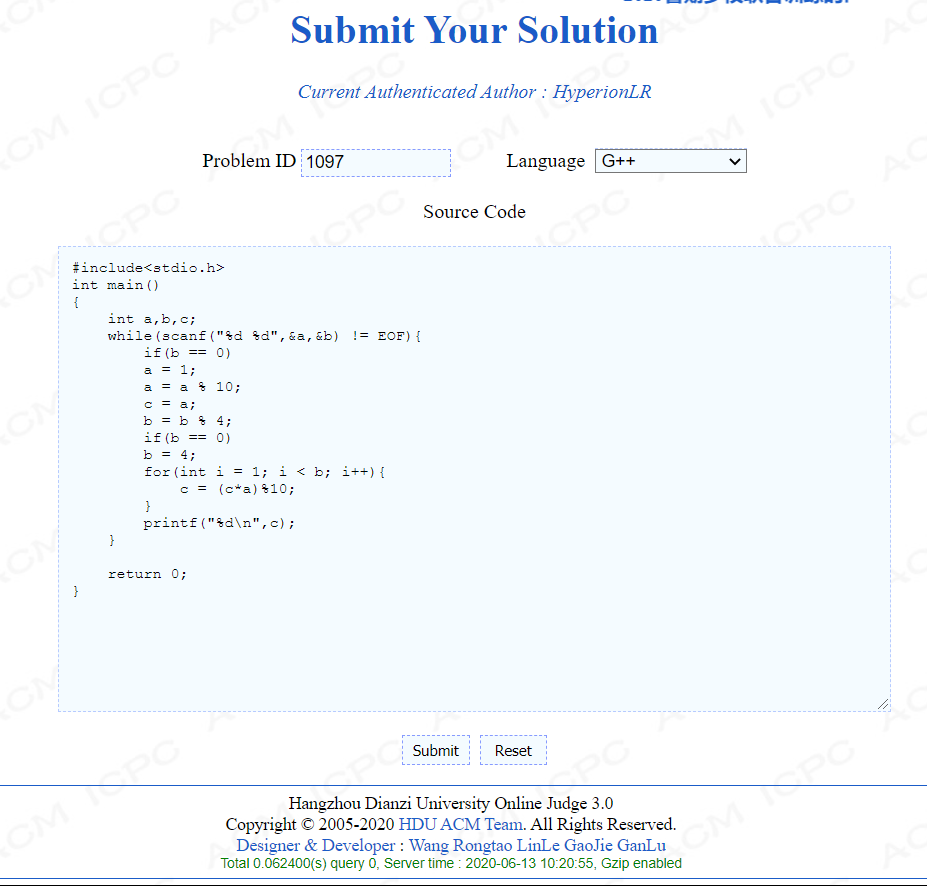 Submit Your Solution
Current Authenticated Author : HyperionLR
Problem ID 1097 Language G++
Source Code
#include<stdio.h>
int main()
{
    int a,b,c;
    while(scanf("%d %d",&a,&b) != EOF){
        if(b == 0)
        a = 1;
        a = a % 10;
        c = a;
        b = b % 4;
        if(b == 0)
        b = 4;
        for(int i = 1; i < b; i++){
            c = (c*a)%10;
        }
        printf("%d\n",c);
    }

    return 0;
}
Submit Reset
Hangzhou Dianzi University Online Judge 3.0
Copyright © 2005-2020 HDU ACM Team. All Rights Reserved.
Designer & Developer : Wang Rongtao LinLe GaoJie GanLu
Total 0.062400(s) query 0, Server time : 2020-06-13 10:20:55, Gzip enabled
ACM ICPC